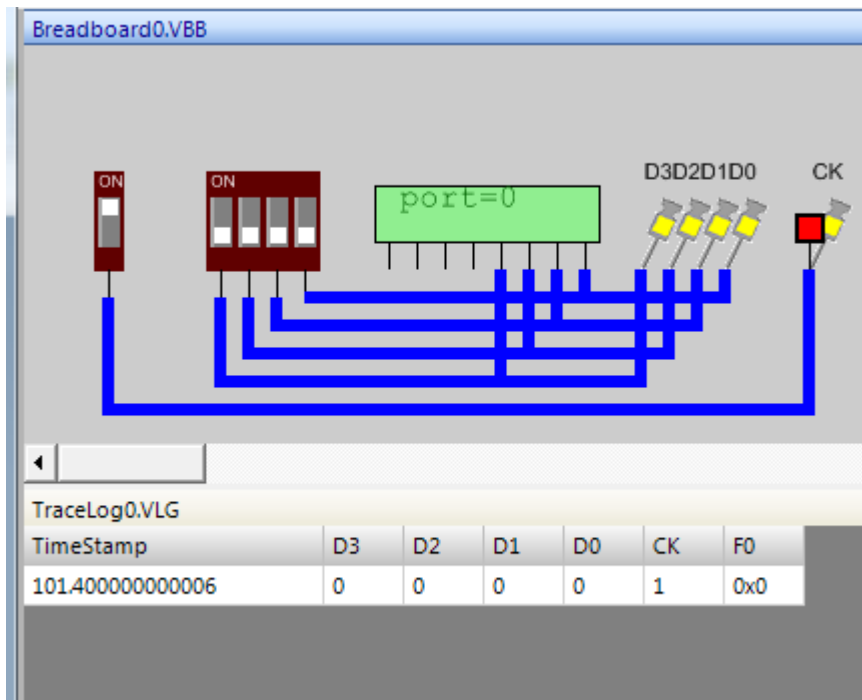 Breadboard0.VBB
ON
ON
port=0
D3D2D1D0
CK
TraceLog0.VLG
TimeStamp D3 D2 D1 D0 CK F0
101.400000000006 0 0 0 0 1 0x0